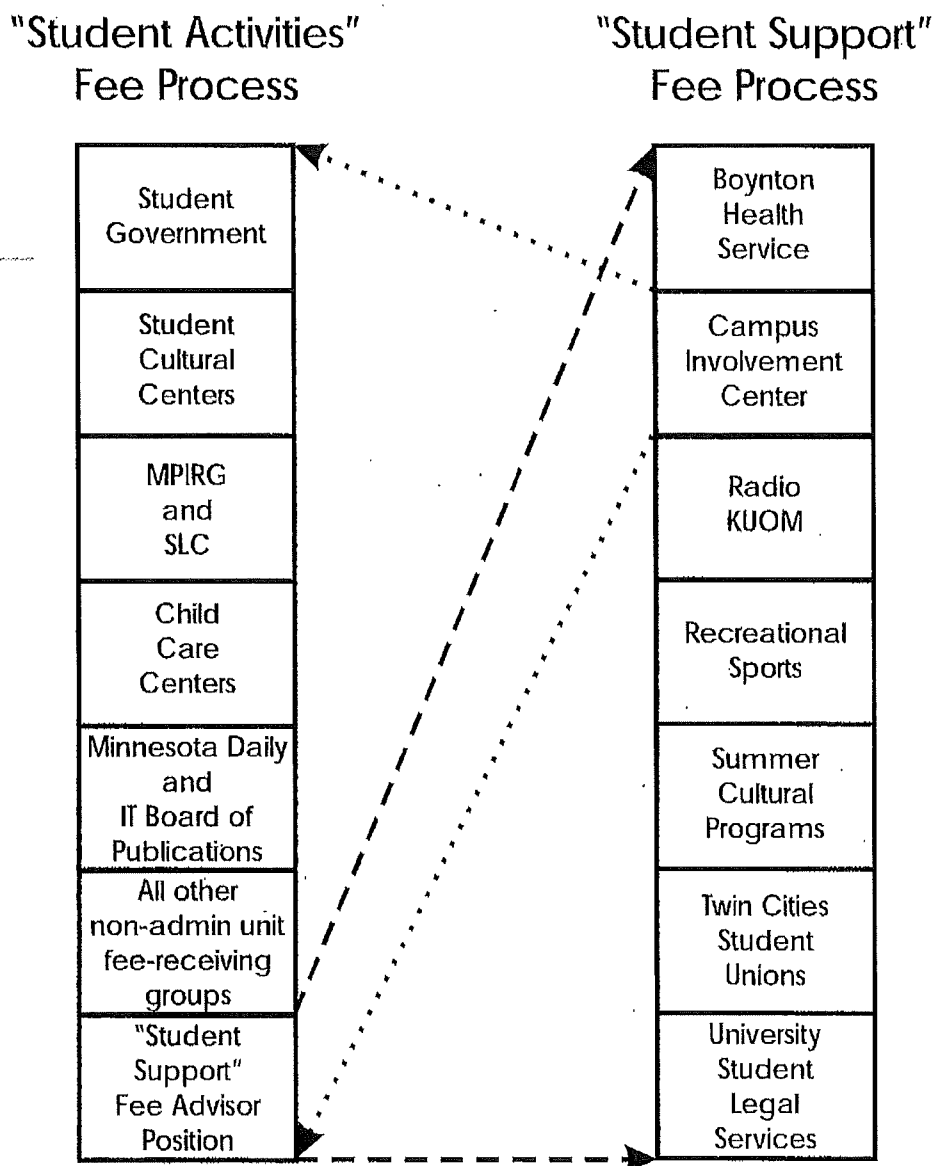 "Student Activities"
Fee Process
Student
Government
Student
Cultural
Centers
MPIRG
and
SLC
Child
Care
Centers
Minnesota Daily
and
IT Board of
Publications
All other
non-admin unit
fee-receiving
groups
"Student
Support"
Fee Advisor
Position
"Student Support"
Fee Process
Boynton
Health
Service
Campus
Involvement
Center
Radio
KUOM
Recreational
Sports
Summer
Cultural
Programs
Twin Cities
Student
Unions
University
Student
Legal
Services